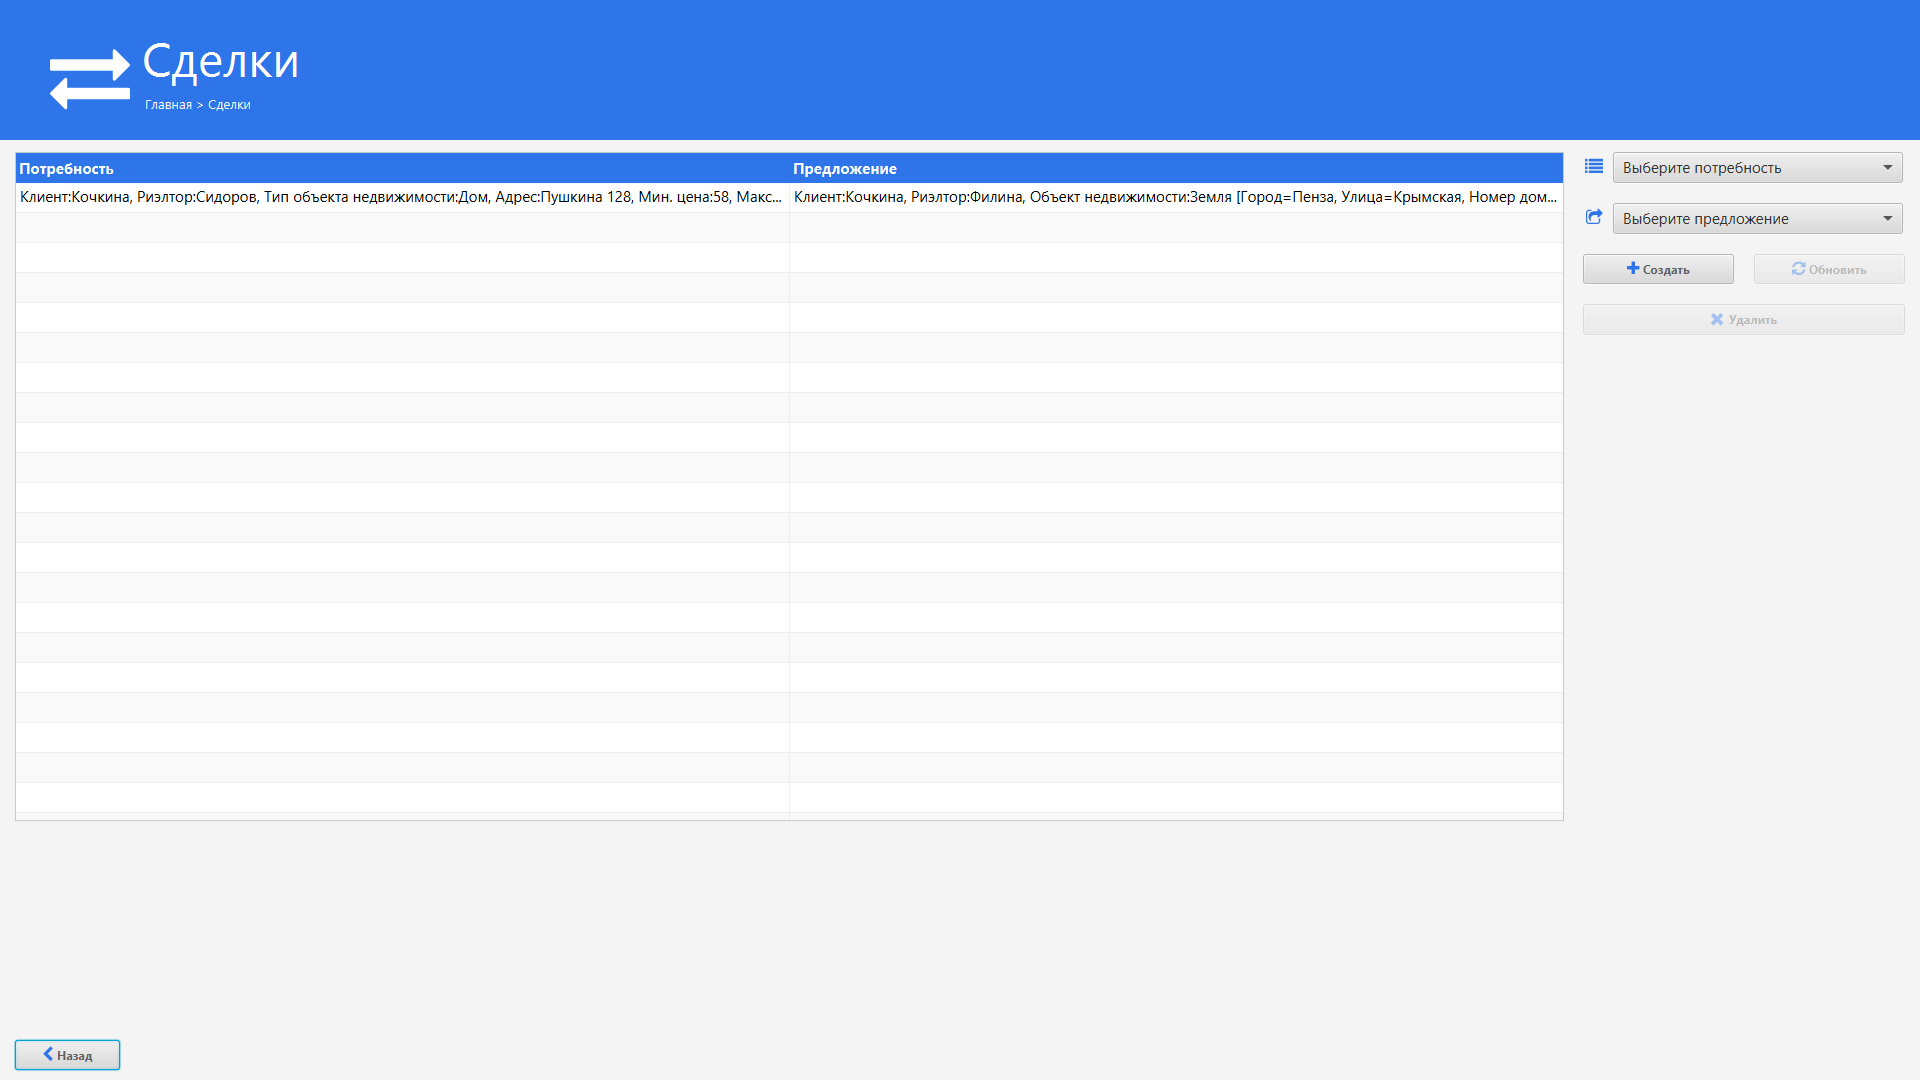 Сделки
Главная > Сделки
Потребность
Предложение
Клиент:Кочкина, Риэлтор:Сидоров, Тип объекта недвижимости:Дом, Адрес:Пушкина 128, Мин. цена:58, Макс...
Клиент:Кочкина, Риэлтор:Филина, Объект недвижимости:Земля [Город=Пенза, Улица=Крымская, Номер дом...
Выберите потребность
Выберите предложение
Создать
Обновить
Удалить
Назад